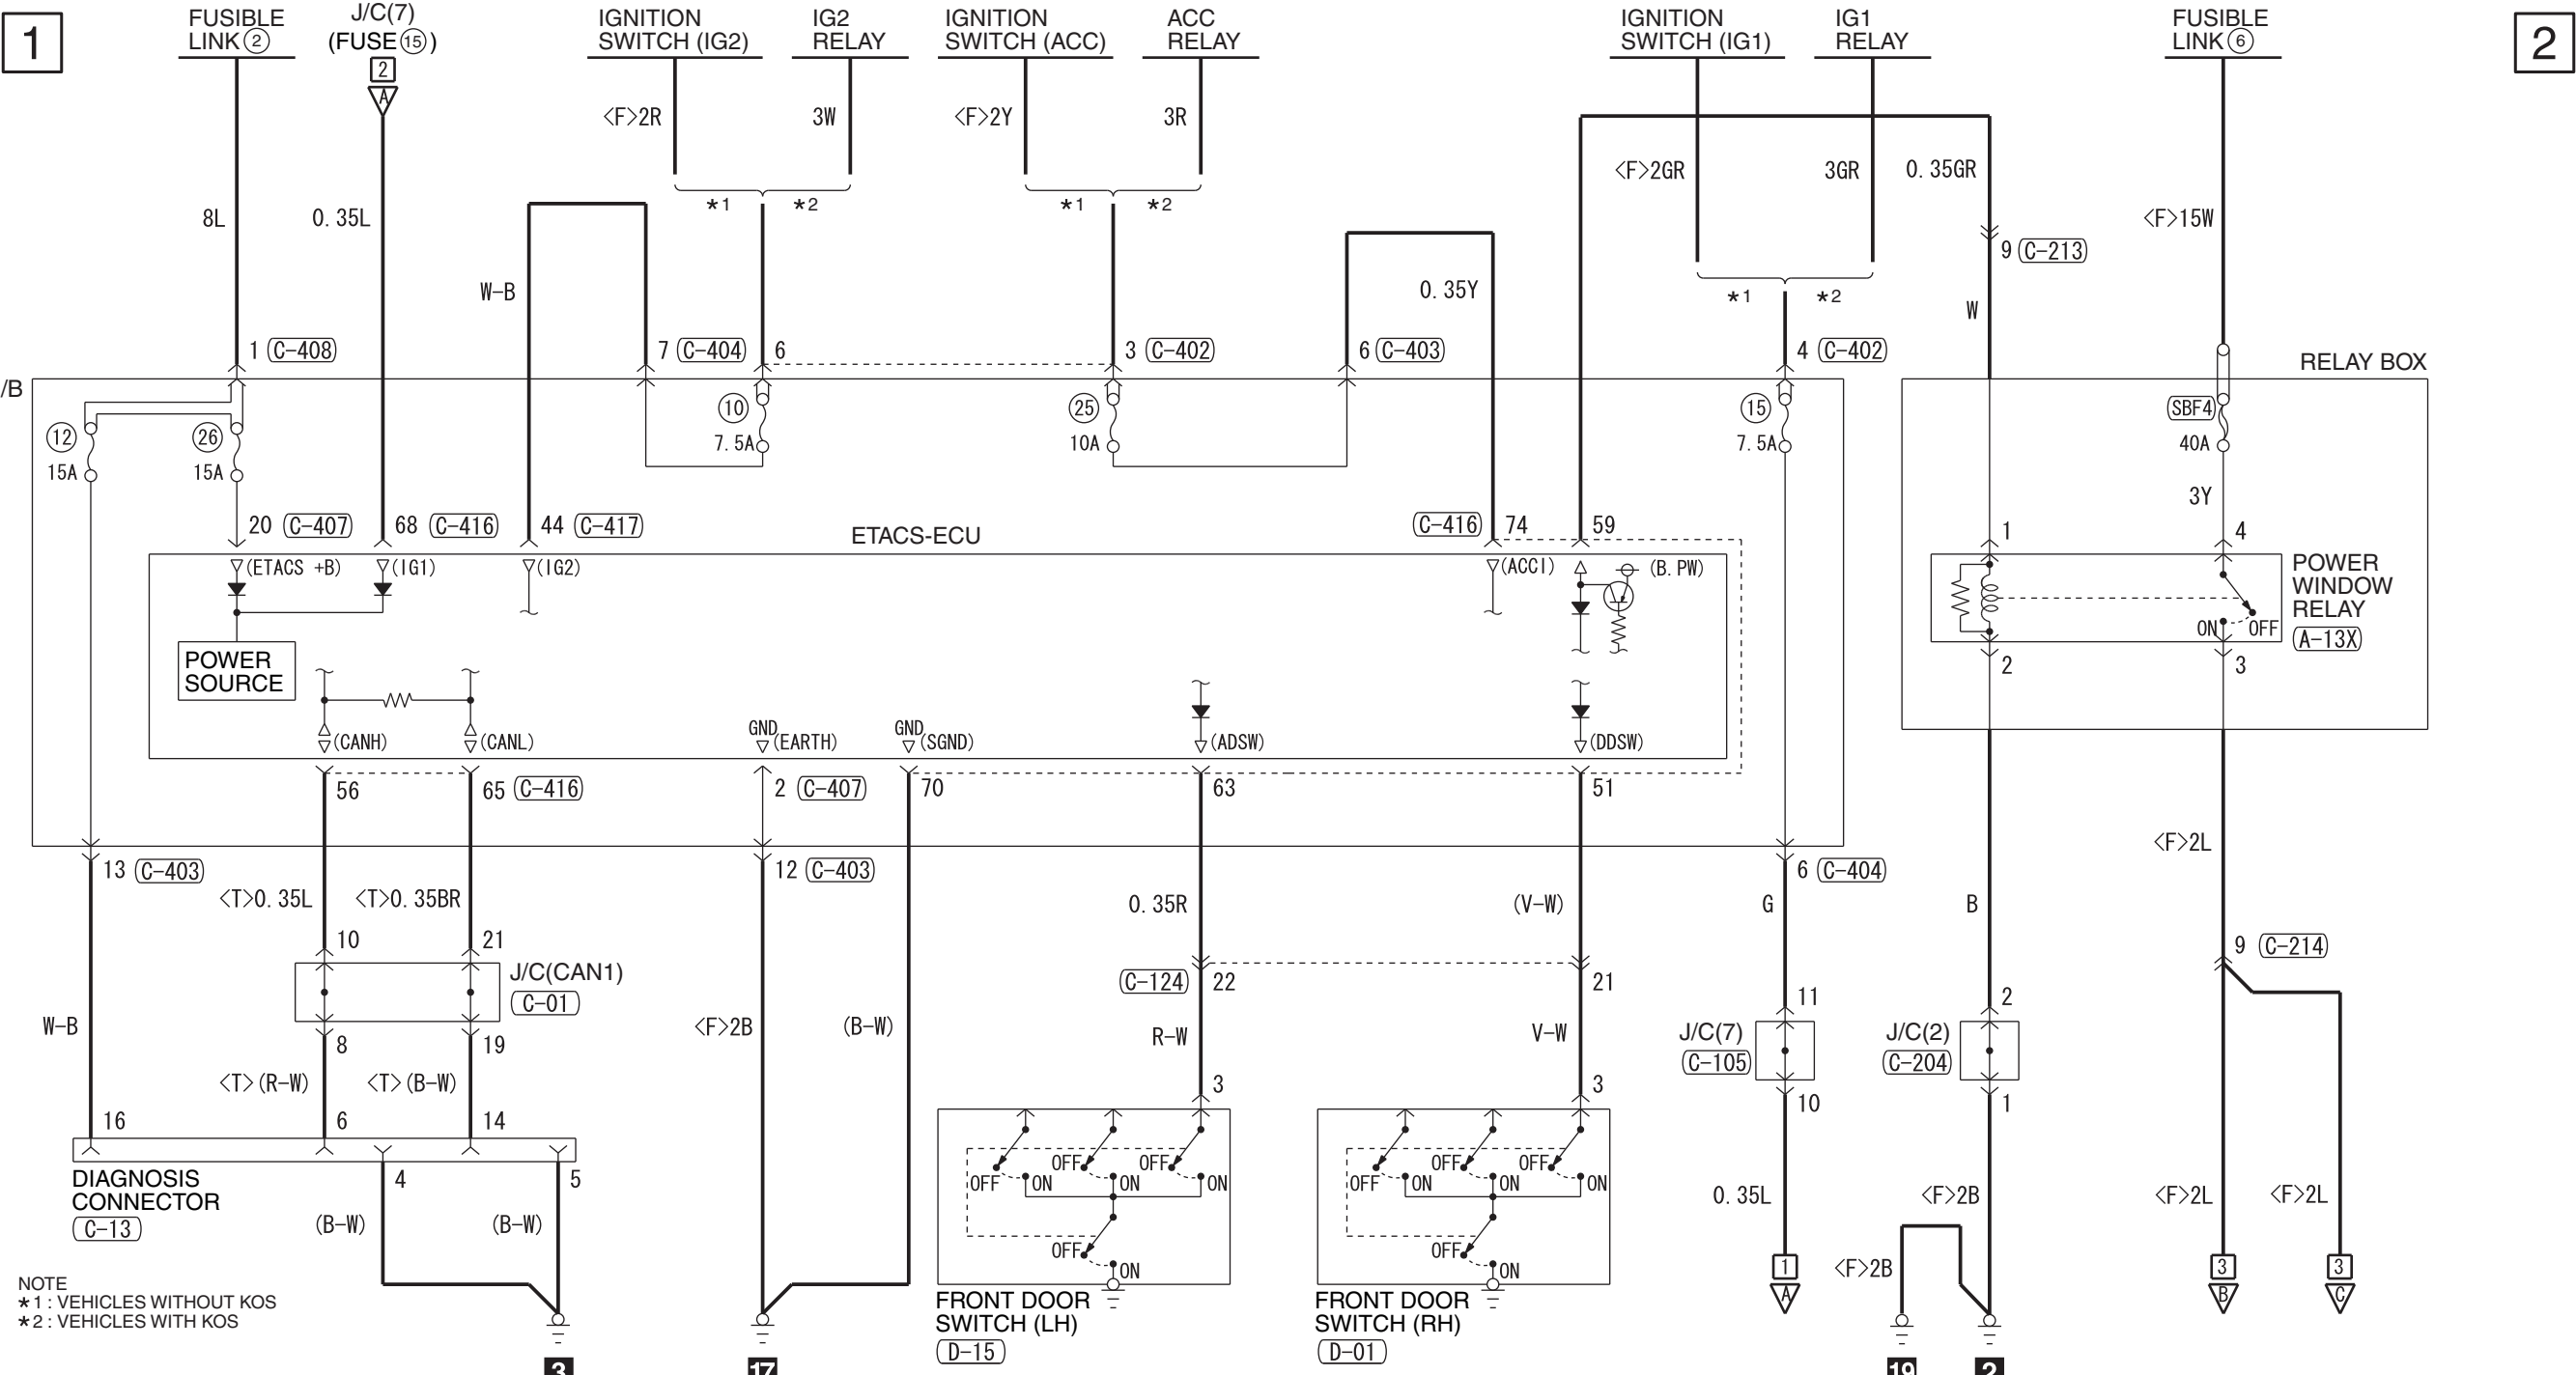 1
FUSIBLE
LINK②
J/C(7)
(FUSE⑮)
2
A
IGNITION
SWITCH (IG2)
IG2
RELAY
IGNITION
SWITCH (ACC)
ACC
RELAY
IGNITION
SWITCH (IG1)
IG1
RELAY
FUSIBLE
LINK⑥
2
<F>2R
3W
<F>2Y
3R
<F>2GR
3GR
0.35GR
8L
0.35L
*1
*2
*1
*2
<F>15W
9 C-213
W-B
0.35Y
*1
*2
W
1 C-408
7 C-404
6
3 C-402
6 C-403
4 C-402
RELAY BOX
/B
12
15A
26
15A
10
7.5A
25
10A
15
7.5A
SBF4
40A
3Y
20 C-407
68 C-416
44 C-417
ETACS-ECU
C-416 74
59
1
4
(ETACS +B)
(IG1)
(IG2)
(ACCI)
(B.PW)
POWER
WINDOW
RELAY
A-13X
ON
OFF
POWER
SOURCE
2
3
(CANH)
(CANL)
GND
(EARTH)
GND
(SGND)
(ADSW)
(DDSW)
56
65 C-416
2 C-407
70
63
51
13 C-403
12 C-403
6 C-404
<F>2L
<T>0.35L
<T>0.35BR
0.35R
(V-W)
G
B
10
21
9 C-214
J/C(CAN1)
C-01
C-124 22
21
W-B
<F>2B
(B-W)
R-W
V-W
11
2
8
19
J/C(7)
C-105
J/C(2)
C-204
<T>(R-W)
<T>(B-W)
3
3
10
1
16
6
14
DIAGNOSIS
CONNECTOR
C-13
4
5
(B-W)
(B-W)
OFF
ON
OFF
ON
OFF
ON
OFF
ON
OFF
ON
OFF
ON
OFF
ON
OFF
ON
0.35L
<F>2B
<F>2L
<F>2L
<F>2B
1
A
3
B
3
C
NOTE
*1 : VEHICLES WITHOUT KOS
*2 : VEHICLES WITH KOS
FRONT DOOR
SWITCH (LH)
D-15
FRONT DOOR
SWITCH (RH)
D-01
3
17
19
2